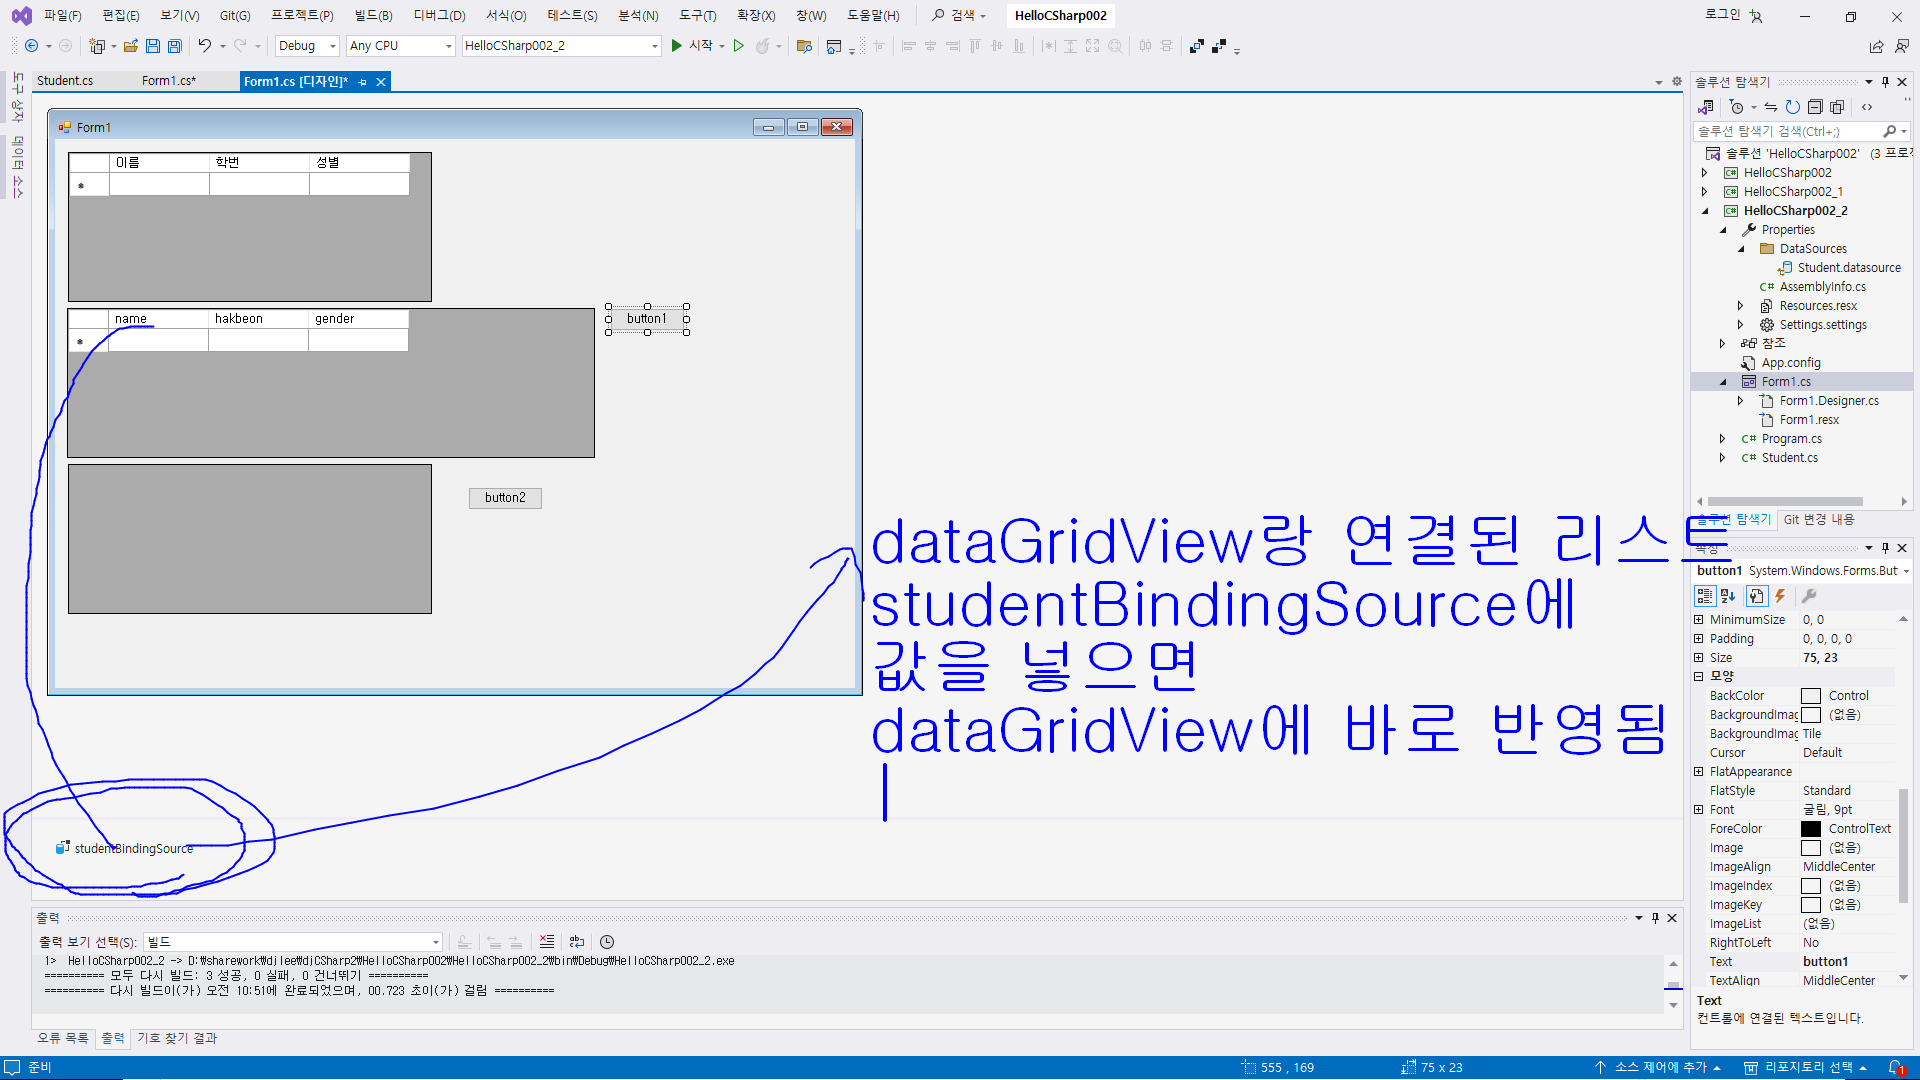 파일(F) 편집(E) 보기(V) Git(G) 프로젝트(P) 빌드(B) 디버그(D) 서식(O) 테스트(S) 분석(N) 도구(T) 확장(X) 창(W) 도움말(H) 검색 HelloCSharp002 로그인
Debug Any CPU HelloCSharp002_2 시작
도구 상자
데이터 소스
Student.cs Form1.cs* Form1.cs [디자인]*
Form1
이름 학번 성별
name hakbeon gender
button1
button2
dataGridView랑 연결된 리스트
studentBindingSource에
값을 넣으면
dataGridView에 바로 반영됨
studentBindingSource
출력
출력 보기 선택(S): 빌드
1> HelloCSharp002_2 -> D:₩sharework₩djlee₩djCSharp2₩HelloCSharp002₩HelloCSharp002_2₩bin₩Debug₩HelloCSharp002_2.exe
========== 모두 다시 빌드: 3 성공, 0 실패, 0 건너뛰기 ==========
========== 다시 빌드이(가) 오전 10:51에 완료되었으며, 00.723 초이(가) 걸림 ==========
오류 목록 출력 기호 찾기 결과
솔루션 탐색기
솔루션 탐색기 검색(Ctrl+;)
솔루션 'HelloCSharp002' (3 프로
HelloCSharp002
HelloCSharp002_1
HelloCSharp002_2
Properties
DataSources
Student.datasource
AssemblyInfo.cs
Resources.resx
Settings.settings
참조
App.config
Form1.cs
Form1.Designer.cs
Form1.resx
Program.cs
Student.cs
솔루션 탐색기 Git 변경 내용
속성
button1 System.Windows.Forms.But
MinimumSize 0, 0
Padding 0, 0, 0, 0
Size 75, 23
모양
BackColor Control
BackgroundImag (없음)
BackgroundImag Tile
Cursor Default
FlatAppearance
FlatStyle Standard
Font 굴림, 9pt
ForeColor ControlText
Image (없음)
ImageAlign MiddleCenter
ImageIndex (없음)
ImageKey (없음)
ImageList (없음)
RightToLeft No
Text button1
TextAlign MiddleCenter
Text
컨트롤에 연결된 텍스트입니다.
준비 555 , 169 75 x 23 소스 제어에 추가 리포지토리 선택 1